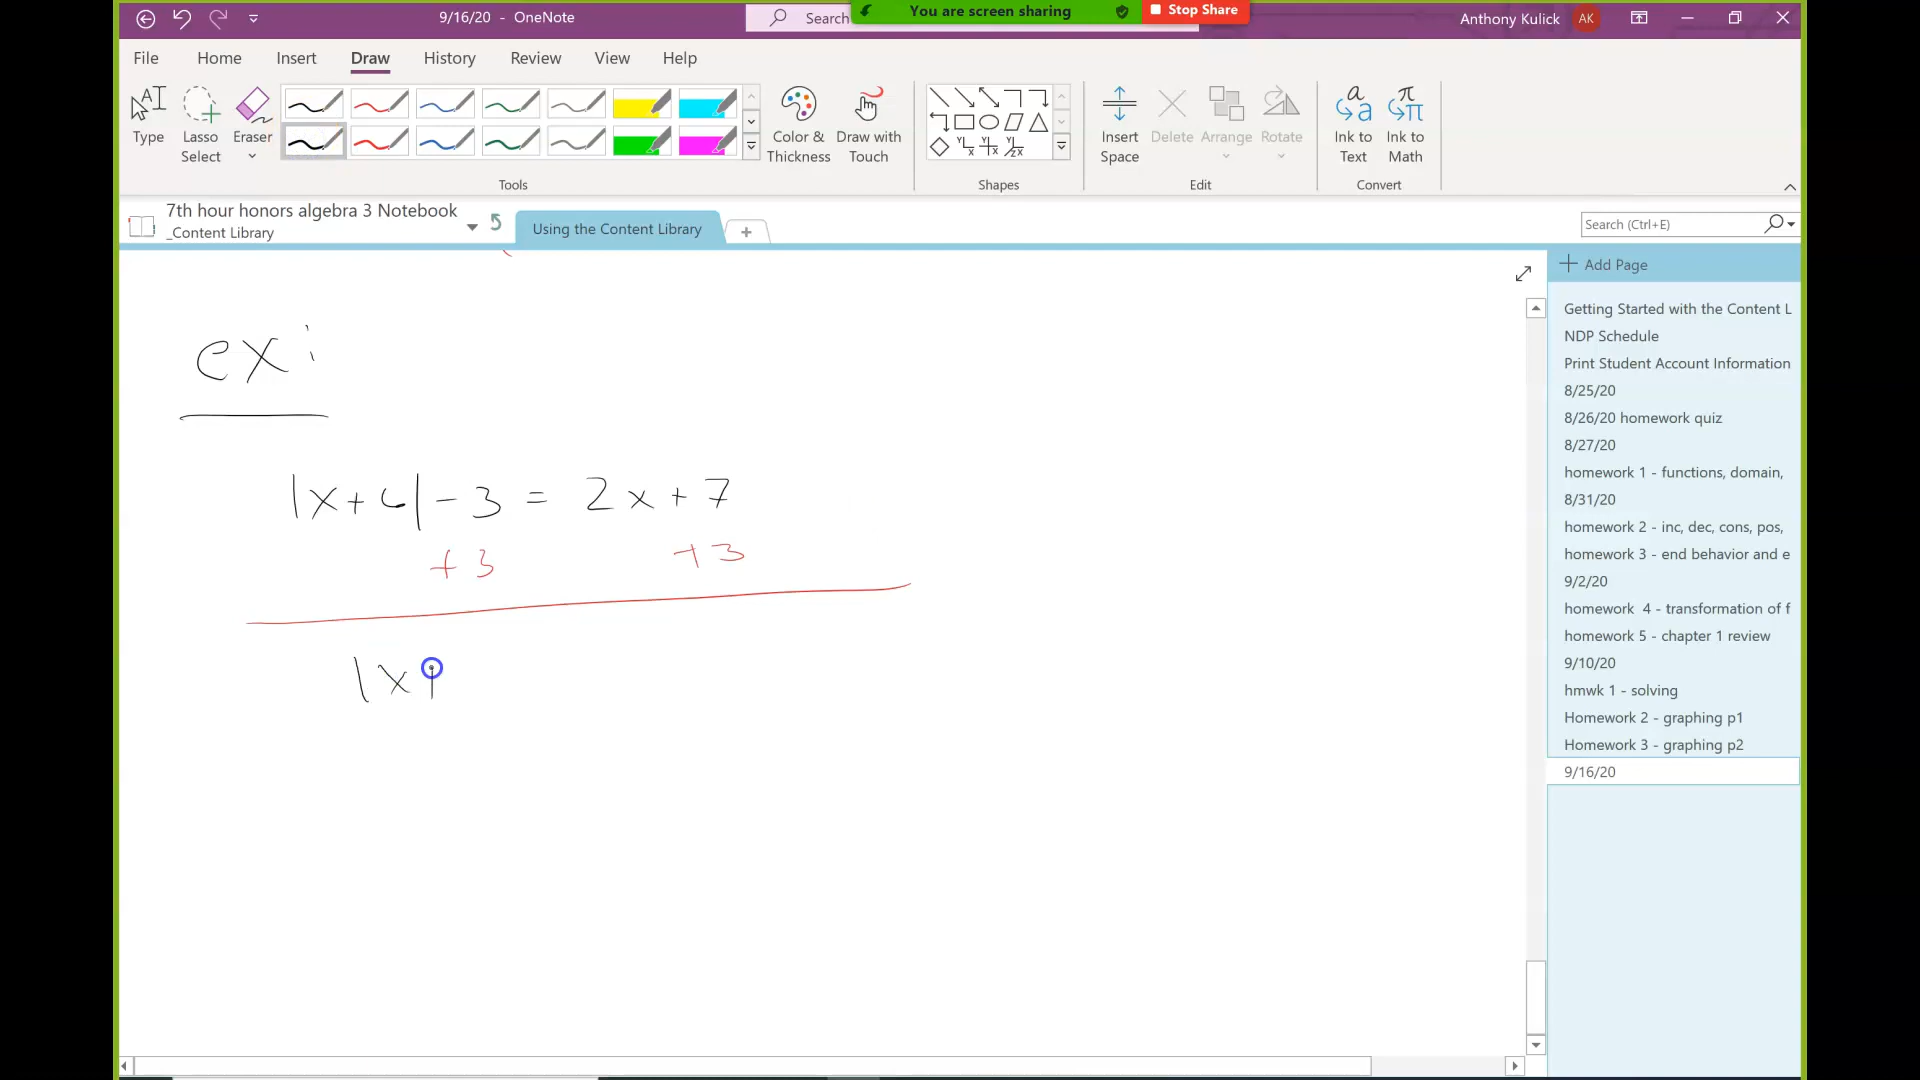 9/16/20 - OneNote
Search
You are screen sharing
Stop Share
Anthony Kulick
AK
File Home Insert Draw History Review View Help
Type
Lasso Select
Eraser
Color & Thickness
Draw with Touch
Insert Space
Delete
Arrange
Rotate
Ink to Text
Ink to Math
Tools
Shapes
Edit
Convert
7th hour honors algebra 3 Notebook
_Content Library
Using the Content Library
Search (Ctrl+E)
Add Page
Getting Started with the Content L
NDP Schedule
Print Student Account Information
8/25/20
8/26/20 homework quiz
8/27/20
homework 1 - functions, domain,
8/31/20
homework 2 - inc, dec, cons, pos,
homework 3 - end behavior and e
9/2/20
homework 4 - transformation of f
homework 5 - chapter 1 review
9/10/20
hmwk 1 - solving
Homework 2 - graphing p1
Homework 3 - graphing p2
9/16/20
ex:
|x+6|-3 = 2x+7
+3 +3
|x